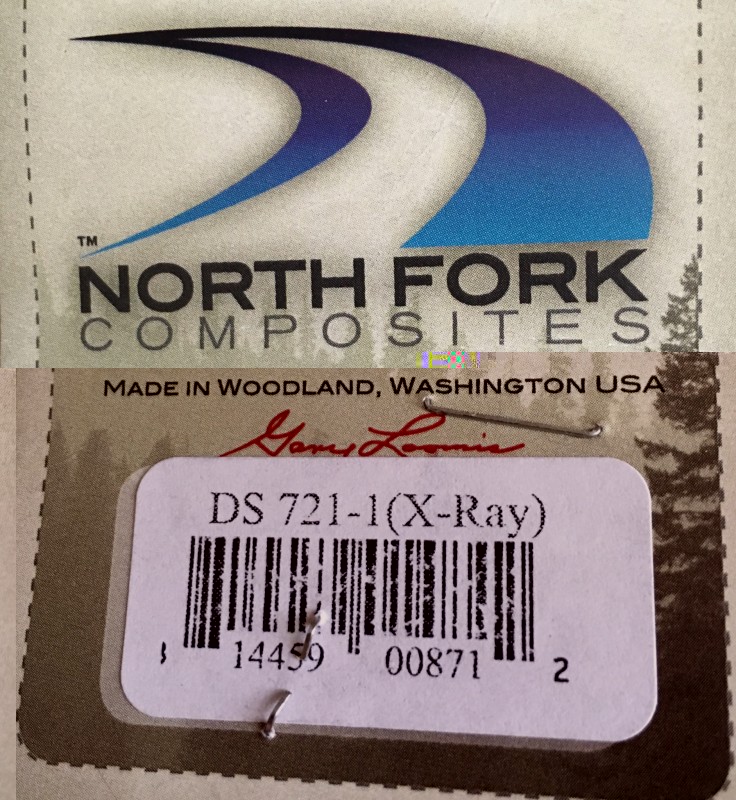 TM
NORTH FORK
COMPOSITES
MADE IN WOODLAND, WASHINGTON USA
Gary Loomis
DS 721-1(X-Ray)
14459 00871 2